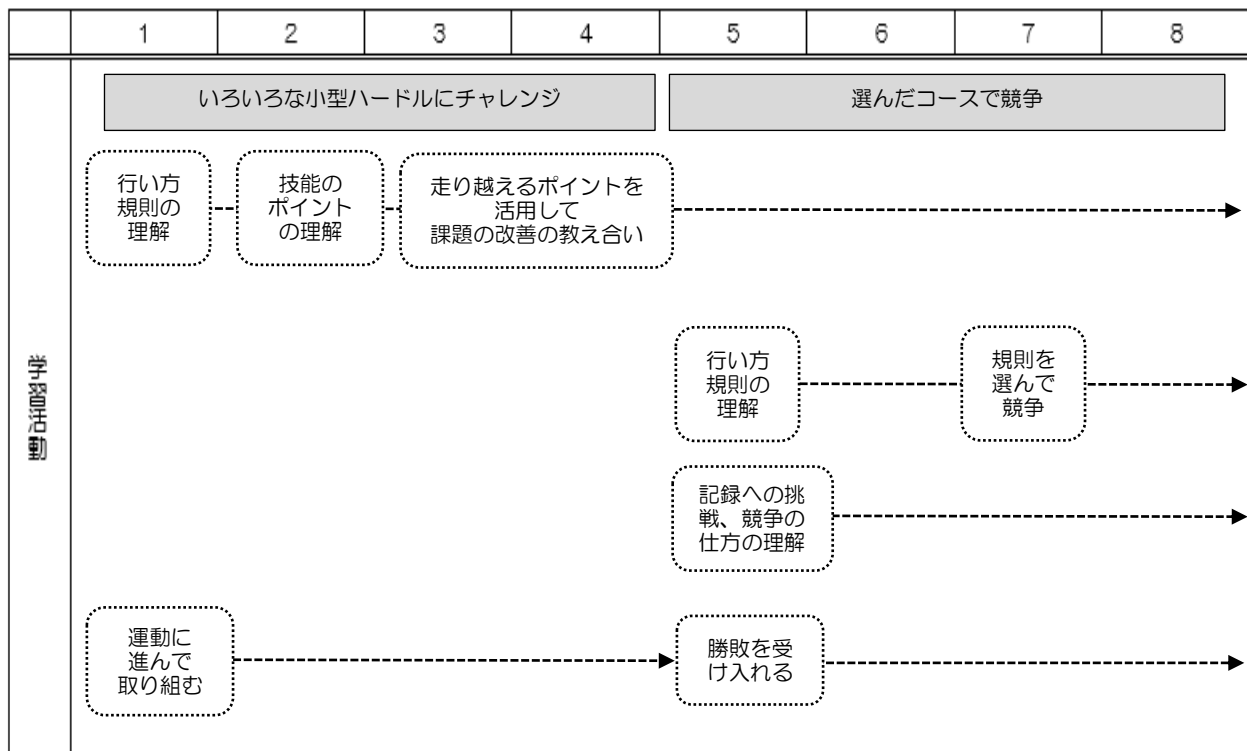 1 2 3 4 5 6 7 8
いろいろな小型ハードルにチャレンジ
選んだコースで競争
行い方
規則の
理解
技能の
ポイント
の理解
走り越えるポイントを
活用して
課題の改善の教え合い
学習活動
行い方
規則の
理解
規則を
選んで
競争
記録への挑
戦、競争の
仕方の理解
運動に
進んで
取り組む
勝敗を受
け入れる